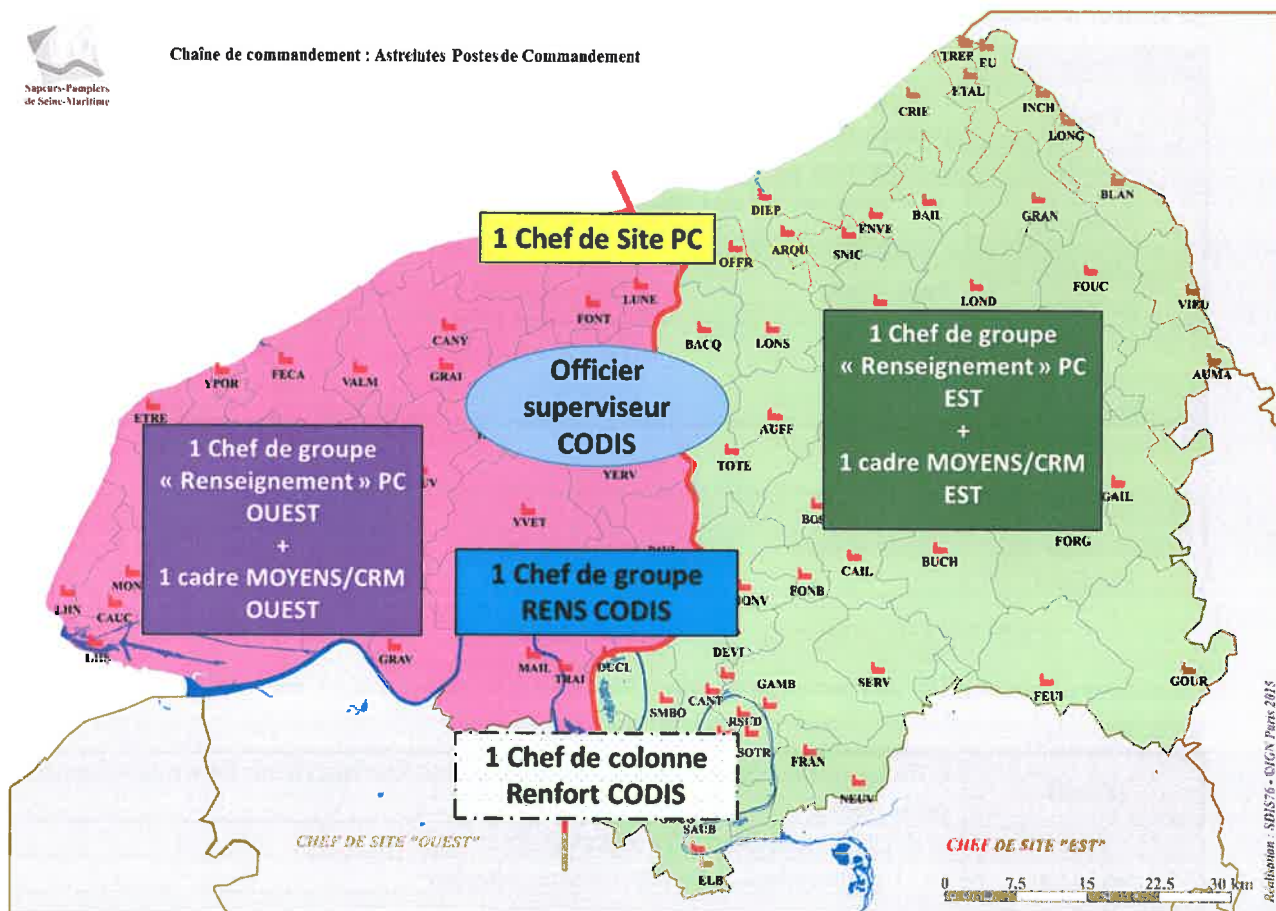 Chaîne de commandement : Astreintes Postes de Commandement
Sapeurs-Pompiers
de Seine-Maritime
TREP
EU
ETAL
CRIE
INCH
LONG
BLAN
DIEP
BAIL
GRAN
ENVE
ARQU
SNIC
OFFR
1 Chef de Site PC
FOUC
LOND
VIEU
LUNE
FONT
CANY
BACQ
LONS
YPOR
FECA
VALM
GRAI
AUMA
ETRE
AUFF
TOTE
Officier
superviseur
CODIS
1 Chef de groupe
« Renseignement » PC
EST
+
1 cadre MOYENS/CRM
EST
1 Chef de groupe
« Renseignement » PC
OUEST
+
1 cadre MOYENS/CRM
OUEST
YERV
YVET
GAIL
FORG
BUCH
CAIL
FONB
BOS
MON
LHN
CAUC
LHS
1 Chef de groupe
RENS CODIS
GRAV
MAIL
TRAI
DUCL
DEVI
GAMB
SERV
FEUI
GOUR
CANT
SMBO
RSUD
SOTR
FRAN
NEUV
1 Chef de colonne
Renfort CODIS
SAUB
ELB
CHEF DE SITE "OUEST"
CHEF DE SITE "EST"
0 7,5 15 22,5 30 km
Réalisation : SDIS76 - ©IGN Paris 2015